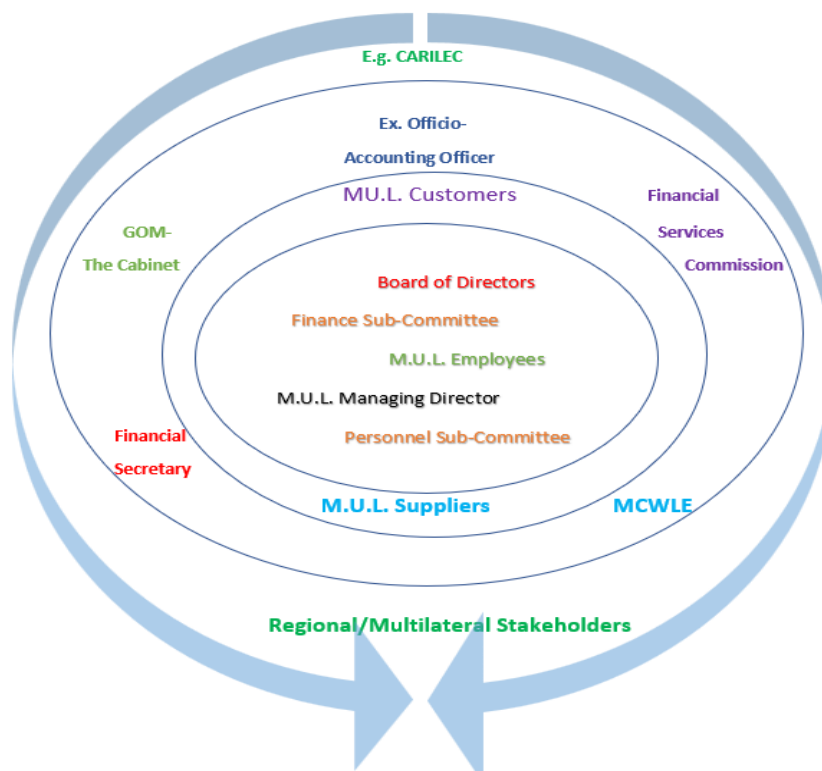 E.g. CARILEC
Ex. Officio-
Accounting Officer
MU.L. Customers
Financial
Services
Commission
GOM-
The Cabinet
Board of Directors
Finance Sub-Committee
M.U.L. Employees
M.U.L. Managing Director
Personnel Sub-Committee
Financial
Secretary
M.U.L. Suppliers
MCWLE
Regional/Multilateral Stakeholders